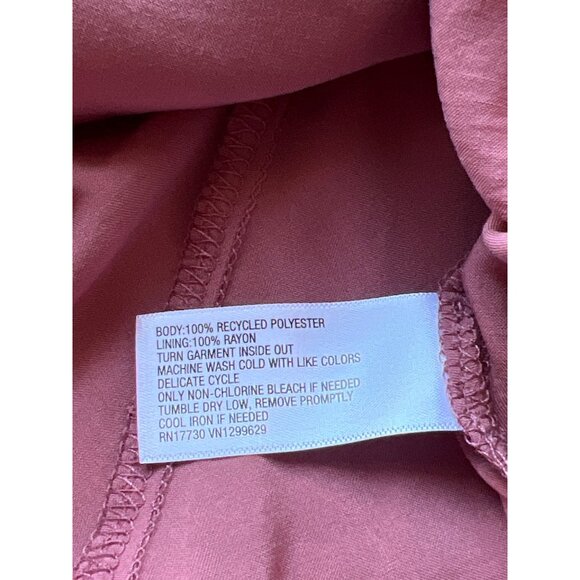 BODY:100% RECYCLED POLYESTER
LINING:100% RAYON
TURN GARMENT INSIDE OUT
MACHINE WASH COLD WITH LIKE COLORS
DELICATE CYCLE
ONLY NON-CHLORINE BLEACH IF NEEDED
TUMBLE DRY LOW, REMOVE PROMPTLY
COOL IRON IF NEEDED
RN17730 VN1299629